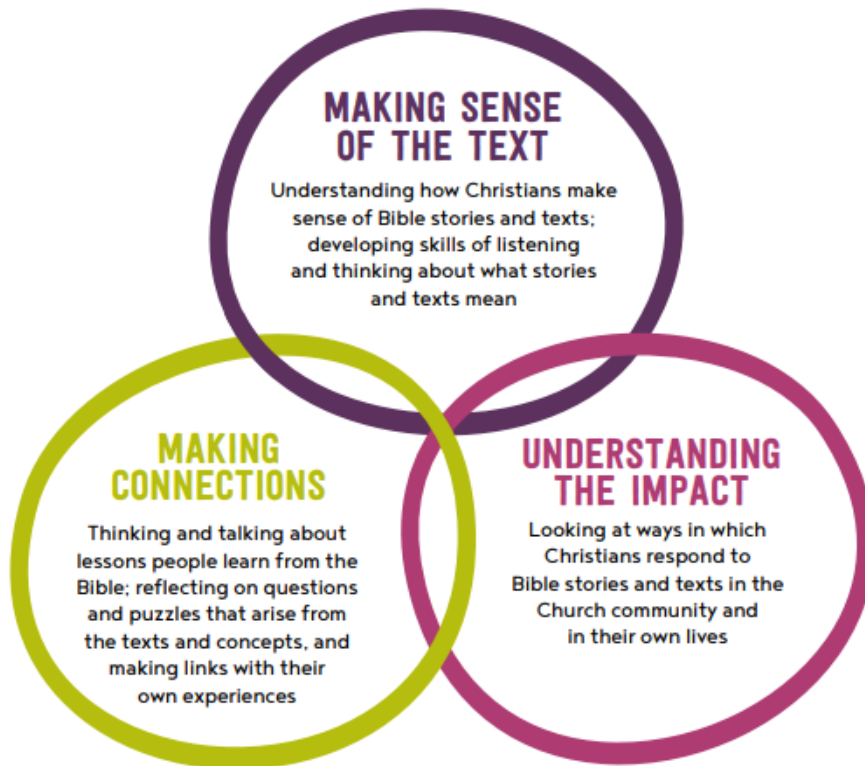 MAKING SENSE
OF THE TEXT
Understanding how Christians make
sense of Bible stories and texts;
developing skills of listening
and thinking about what stories
and texts mean
MAKING
CONNECTIONS
Thinking and talking about
lessons people learn from the
Bible; reflecting on questions
and puzzles that arise from
the texts and concepts, and
making links with their
own experiences
UNDERSTANDING
THE IMPACT
Looking at ways in which
Christians respond to
Bible stories and texts in the
Church community and
in their own lives